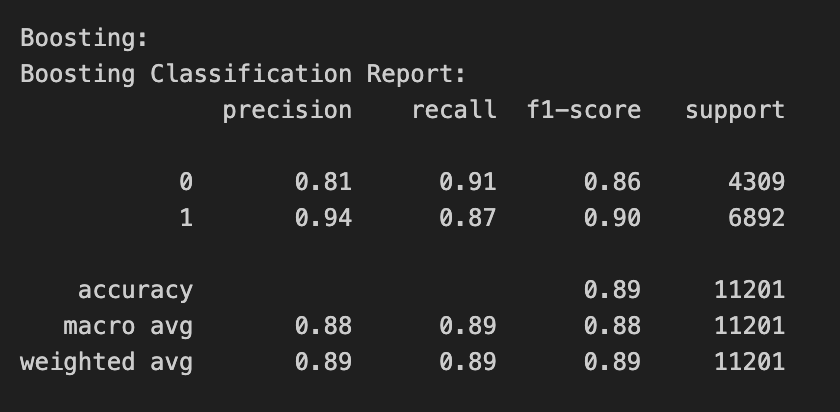 Boosting:
Boosting Classification Report:
precision recall f1-score support
0 0.81 0.91 0.86 4309
1 0.94 0.87 0.90 6892
accuracy 0.89 11201
macro avg 0.88 0.89 0.88 11201
weighted avg 0.89 0.89 0.89 11201